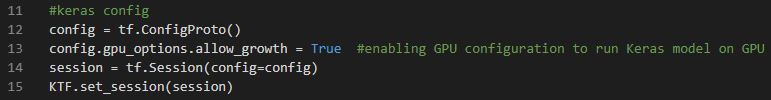 11 #keras config
12 config = tf.ConfigProto()
13 config.gpu_options.allow_growth = True  #enabling GPU configuration to run Keras model on GPU
14 session = tf.Session(config=config)
15 KTF.set_session(session)